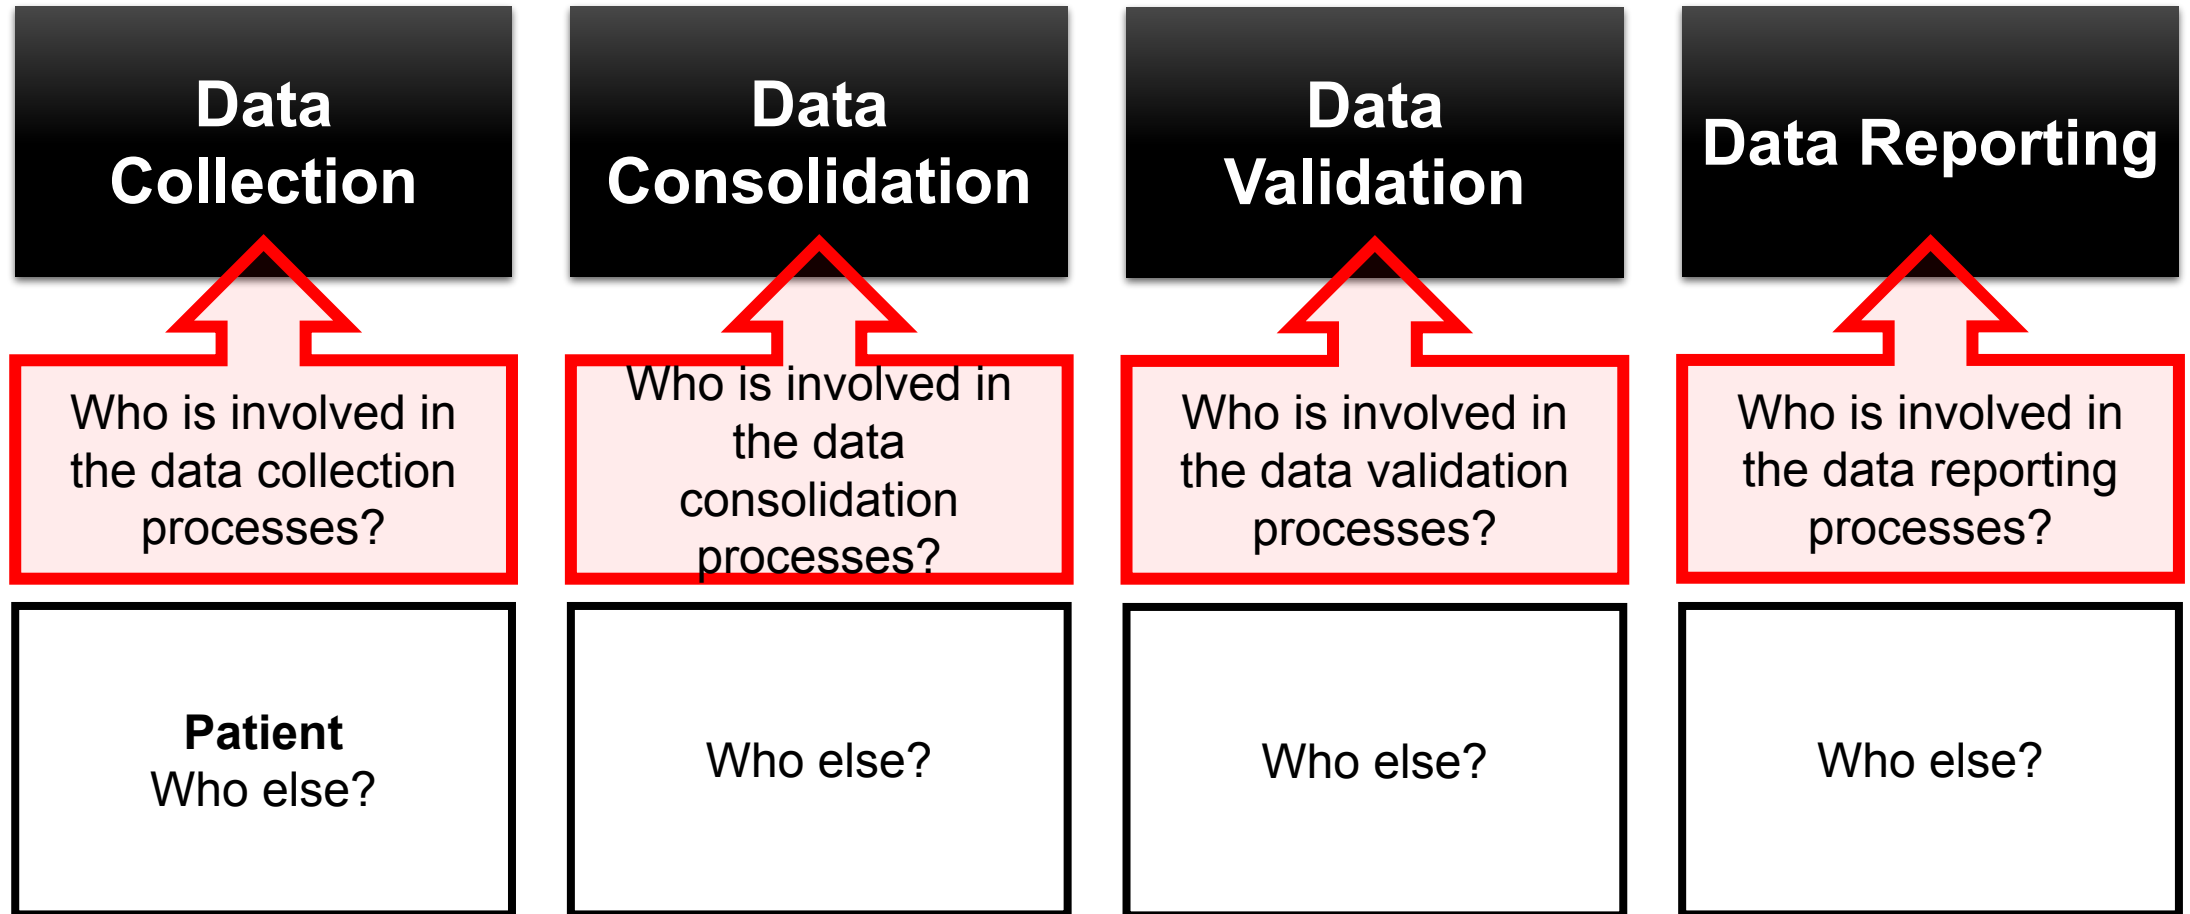 Data
Collection
Who is involved in
the data collection
processes?
Patient
Who else?
Data
Consolidation
Who is involved in
the data
consolidation
processes?
Who else?
Data
Validation
Who is involved in
the data validation
processes?
Who else?
Data Reporting
Who is involved in
the data reporting
processes?
Who else?